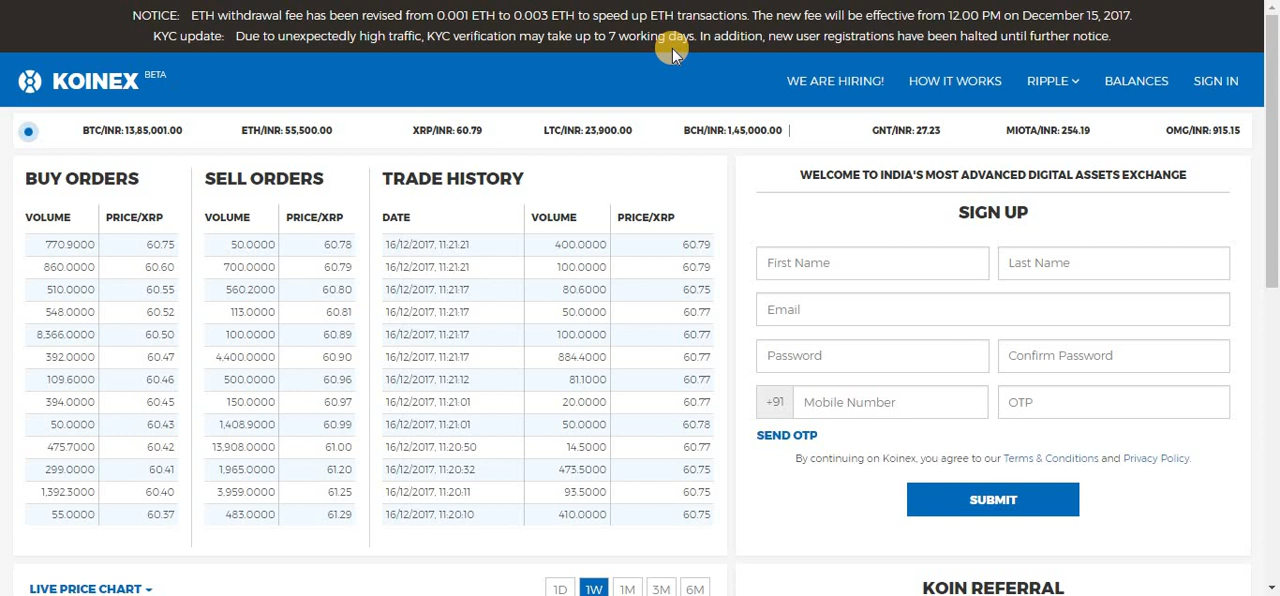 NOTICE: ETH withdrawal fee has been revised from 0.001 ETH to 0.003 ETH to speed up ETH transactions. The new fee will be effective from 12.00 PM on December 15, 2017.
KYC update: Due to unexpectedly high traffic, KYC verification may take up to 7 working days. In addition, new user registrations have been halted until further notice.
KOINEX BETA
WE ARE HIRING! HOW IT WORKS RIPPLE BALANCES SIGN IN
BTC/INR: 13,85,001.00 ETH/INR: 55,500.00 XRP/INR: 60.79 LTC/INR: 23,900.00 BCH/INR: 1,45,000.00 GNT/INR: 27.23 MIOTA/INR: 254.19 OMG/INR: 915.15
BUY ORDERS
VOLUME PRICE/XRP
770.9000 60.75
860.0000 60.60
510.0000 60.55
548.0000 60.52
8,366.0000 60.50
392.0000 60.47
109.6000 60.46
394.0000 60.45
50.0000 60.43
475.7000 60.42
299.0000 60.41
1,392.3000 60.40
55.0000 60.37
SELL ORDERS
VOLUME PRICE/XRP
50.0000 60.78
700.0000 60.79
560.2000 60.80
113.0000 60.81
100.0000 60.89
4,400.0000 60.90
500.0000 60.96
150.0000 60.97
1,408.9000 60.99
13,908.0000 61.00
1,965.0000 61.20
3,959.0000 61.25
483.0000 61.29
TRADE HISTORY
DATE VOLUME PRICE/XRP
16/12/2017, 11:21:21 400.0000 60.79
16/12/2017, 11:21:21 100.0000 60.79
16/12/2017, 11:21:17 80.6000 60.75
16/12/2017, 11:21:17 50.0000 60.77
16/12/2017, 11:21:17 100.0000 60.77
16/12/2017, 11:21:17 884.4000 60.77
16/12/2017, 11:21:12 81.1000 60.77
16/12/2017, 11:21:01 20.0000 60.77
16/12/2017, 11:21:01 50.0000 60.78
16/12/2017, 11:20:50 14.5000 60.77
16/12/2017, 11:20:32 473.5000 60.75
16/12/2017, 11:20:11 93.5000 60.75
16/12/2017, 11:20:10 410.0000 60.75
WELCOME TO INDIA'S MOST ADVANCED DIGITAL ASSETS EXCHANGE
SIGN UP
First Name Last Name
Email
Password Confirm Password
+91 Mobile Number OTP
SEND OTP
By continuing on Koinex, you agree to our Terms & Conditions and Privacy Policy.
SUBMIT
LIVE PRICE CHART 1D 1W 1M 3M 6M
KOIN REFERRAL